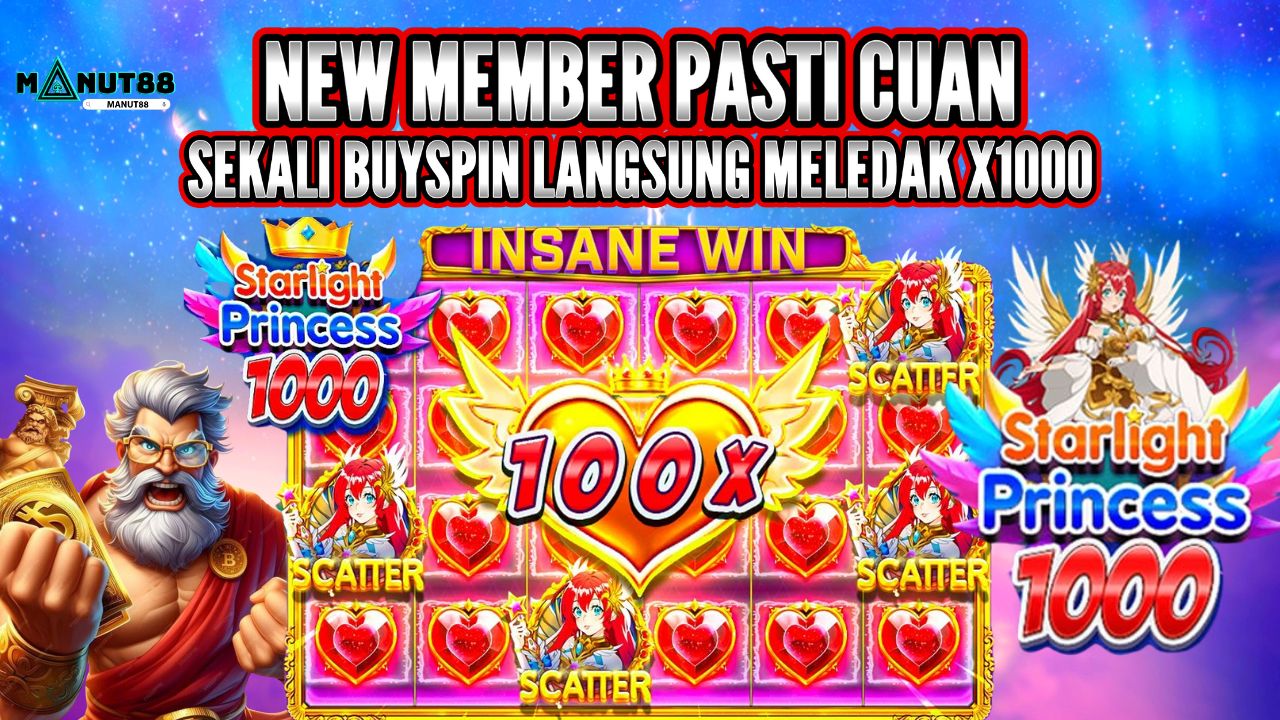 MANUT88
MANUT88
NEW MEMBER PASTI CUAN
SEKALI BUYSPIN LANGSUNG MELEDAK X1000
INSANE WIN
Starlight
Princess
1000
SCATTER
100x
Starlight
Princess
1000
SCATTER
SCATTER
SCATTER
B